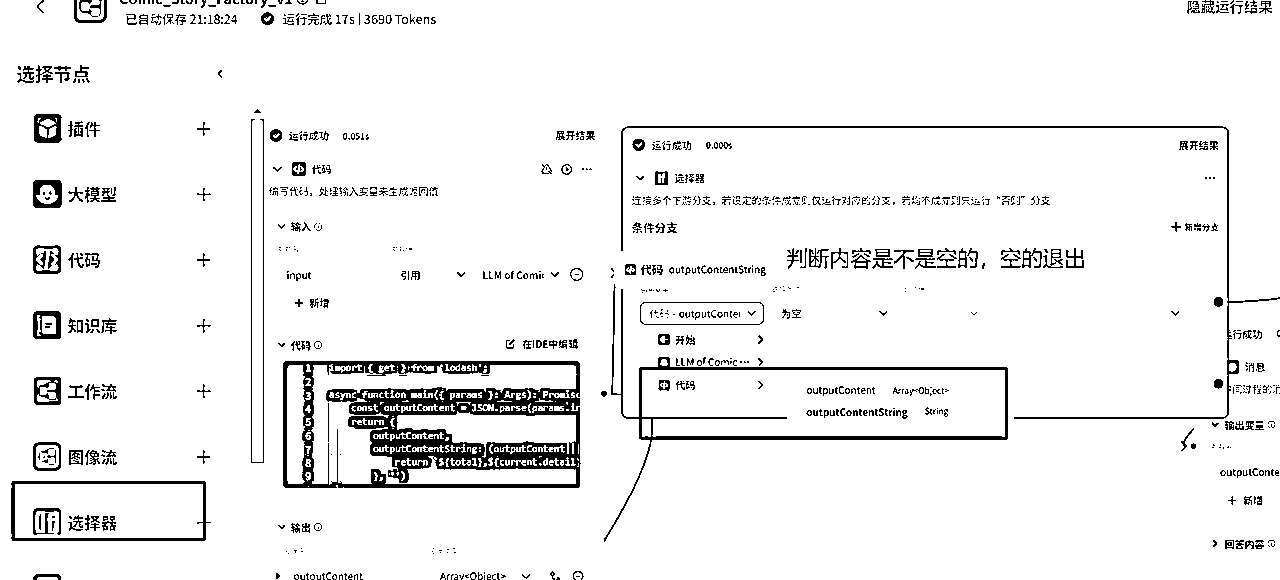 Comic_Story_Factory_v1
已自动保存 21:18:24 运行完成 17s | 3690 Tokens
隐藏运行结果
选择节点
插件
大模型
代码
知识库
工作流
图像流
选择器
运行成功 0.051s 展开结果
代码
编写代码，处理输入变量来生成返回值
输入
input 引用 LLM of Comic
新增
代码 在IDE中编辑
1 import { get } from 'lodash';
2
3 async function main({ params }: Args): Promise
4 const outputContent = JSON.parse(params.in
5 return {
6 outputContent,
7 outputContentString: (outputContent ||
8 return `${total},${current.detail
9 }, '')
输出
outputContent Array<Object>
运行成功 0.000s 展开结果
选择器
连接多个下游分支，若设定的条件成立则仅运行对应的分支，若均不成立则只运行“否则”分支
条件分支 新增分支
代码 outputContentString
判断内容是不是空的，空的退出
代码 - outputConter 为空
开始
LLM of Comic ...
代码
outputContent Array<Object>
outputContentString String
运行成功
消息
中间过程的消
输出变量
outputConte
新增
回答内容